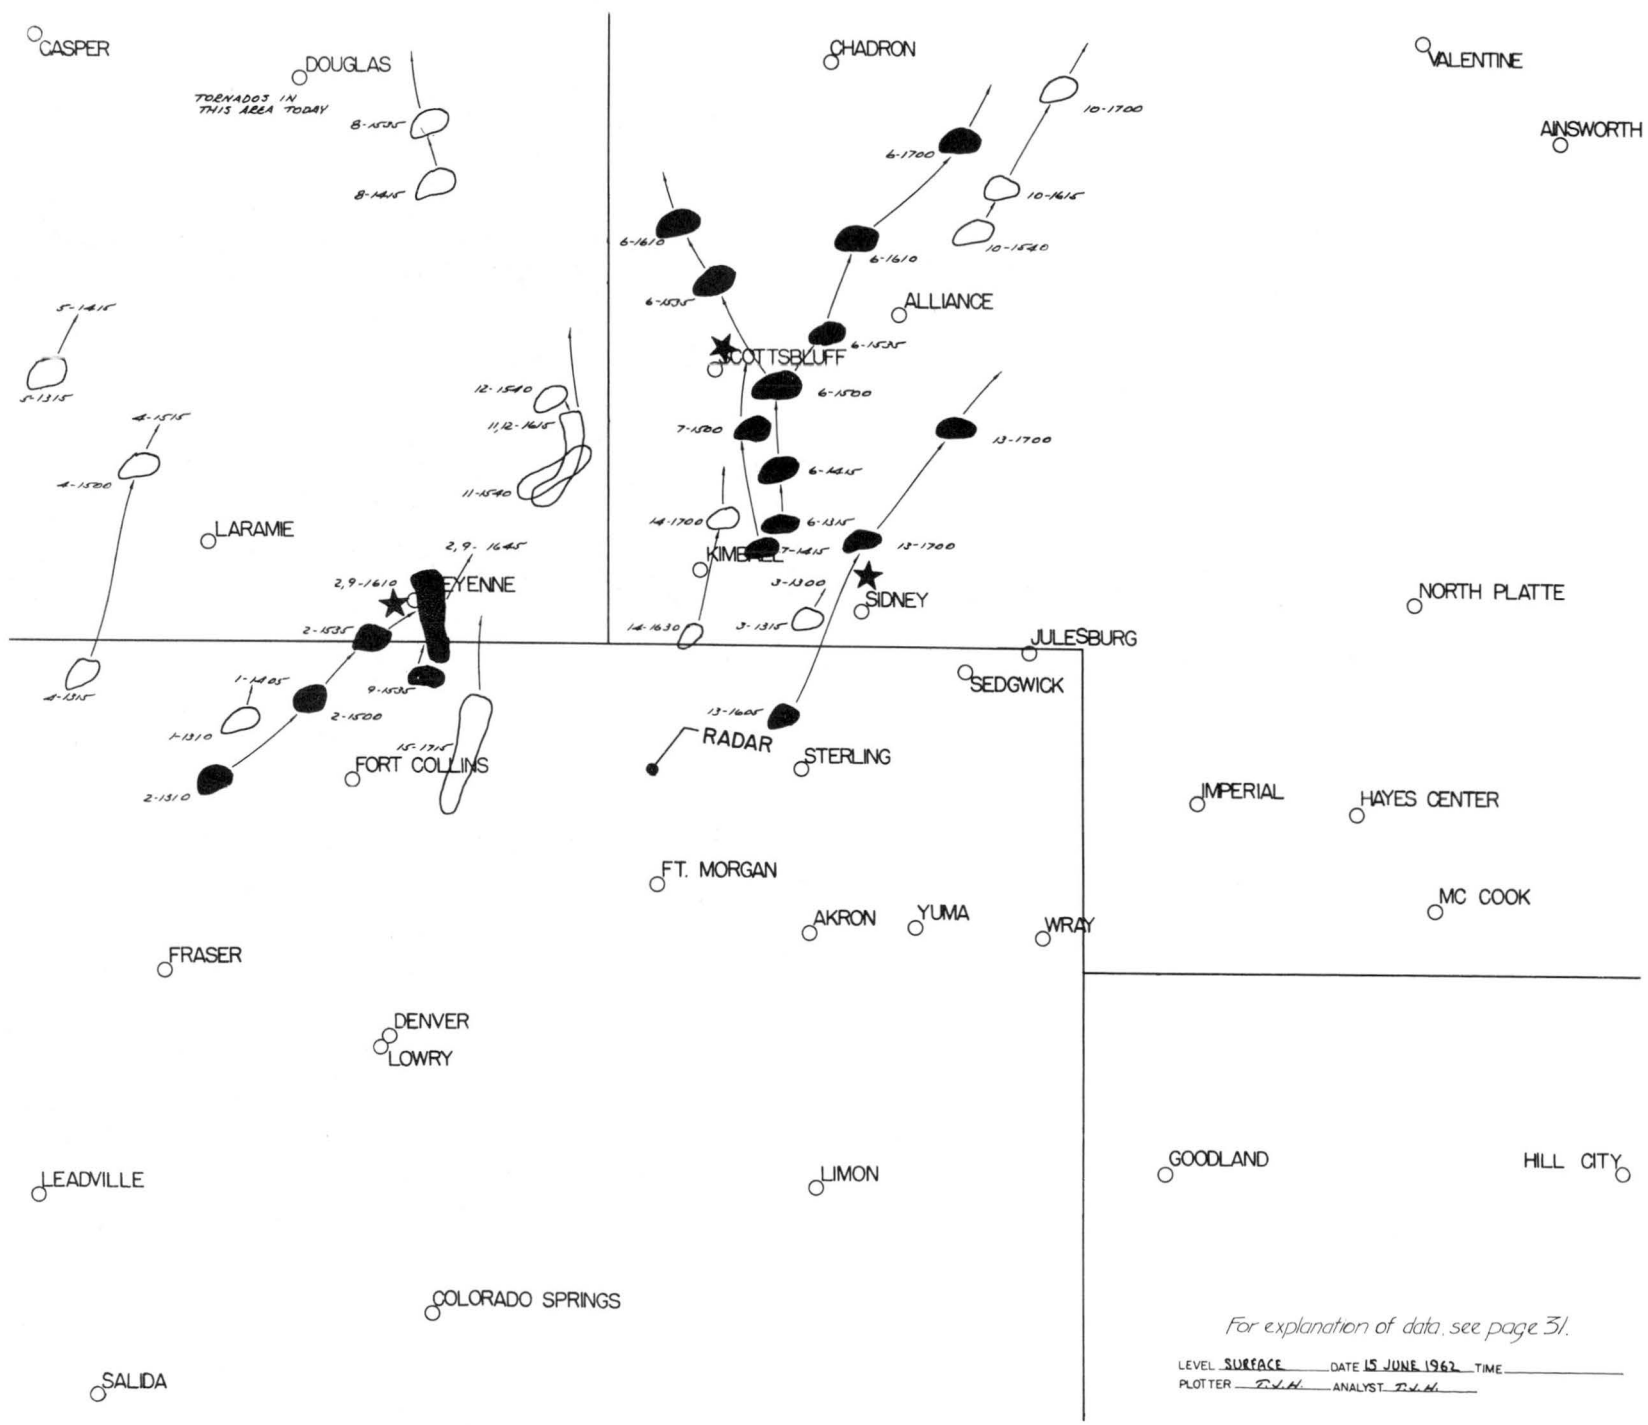 CASPER
DOUGLAS
CHADRON
VALENTINE
TORNADOS IN
THIS AREA TODAY
8-1535
8-1415
10-1700
AINSWORTH
6-1700
10-1615
10-1540
6-1610
6-1610
6-1535
5-1415
ALLIANCE
6-1535
SCOTTSBLUFF
5-1315
12-1540
6-1500
4-1515
11,12-1615
7-1500
13-1700
4-1500
11-1540
6-1415
14-1700
6-1315
LARAMIE
2,9-1645
KIMBALL
7-1415
13-1700
2,9-1610
EYENNE
3-1300
SIDNEY
NORTH PLATTE
2-1535
14-1630
3-1315
JULESBURG
4-1315
1-1405
9-1535
SEDGWICK
1-1310
2-1500
13-1605
15-1715
RADAR
STERLING
FORT COLLINS
2-1310
IMPERIAL
HAYES CENTER
FT. MORGAN
MC COOK
AKRON
YUMA
WRAY
FRASER
DENVER
LOWRY
LEADVILLE
LIMON
GOODLAND
HILL CITY
COLORADO SPRINGS
SALIDA
For explanation of data, see page 31.
LEVEL SURFACE DATE 15 JUNE 1962 TIME
PLOTTER T.J.H. ANALYST T.J.H.